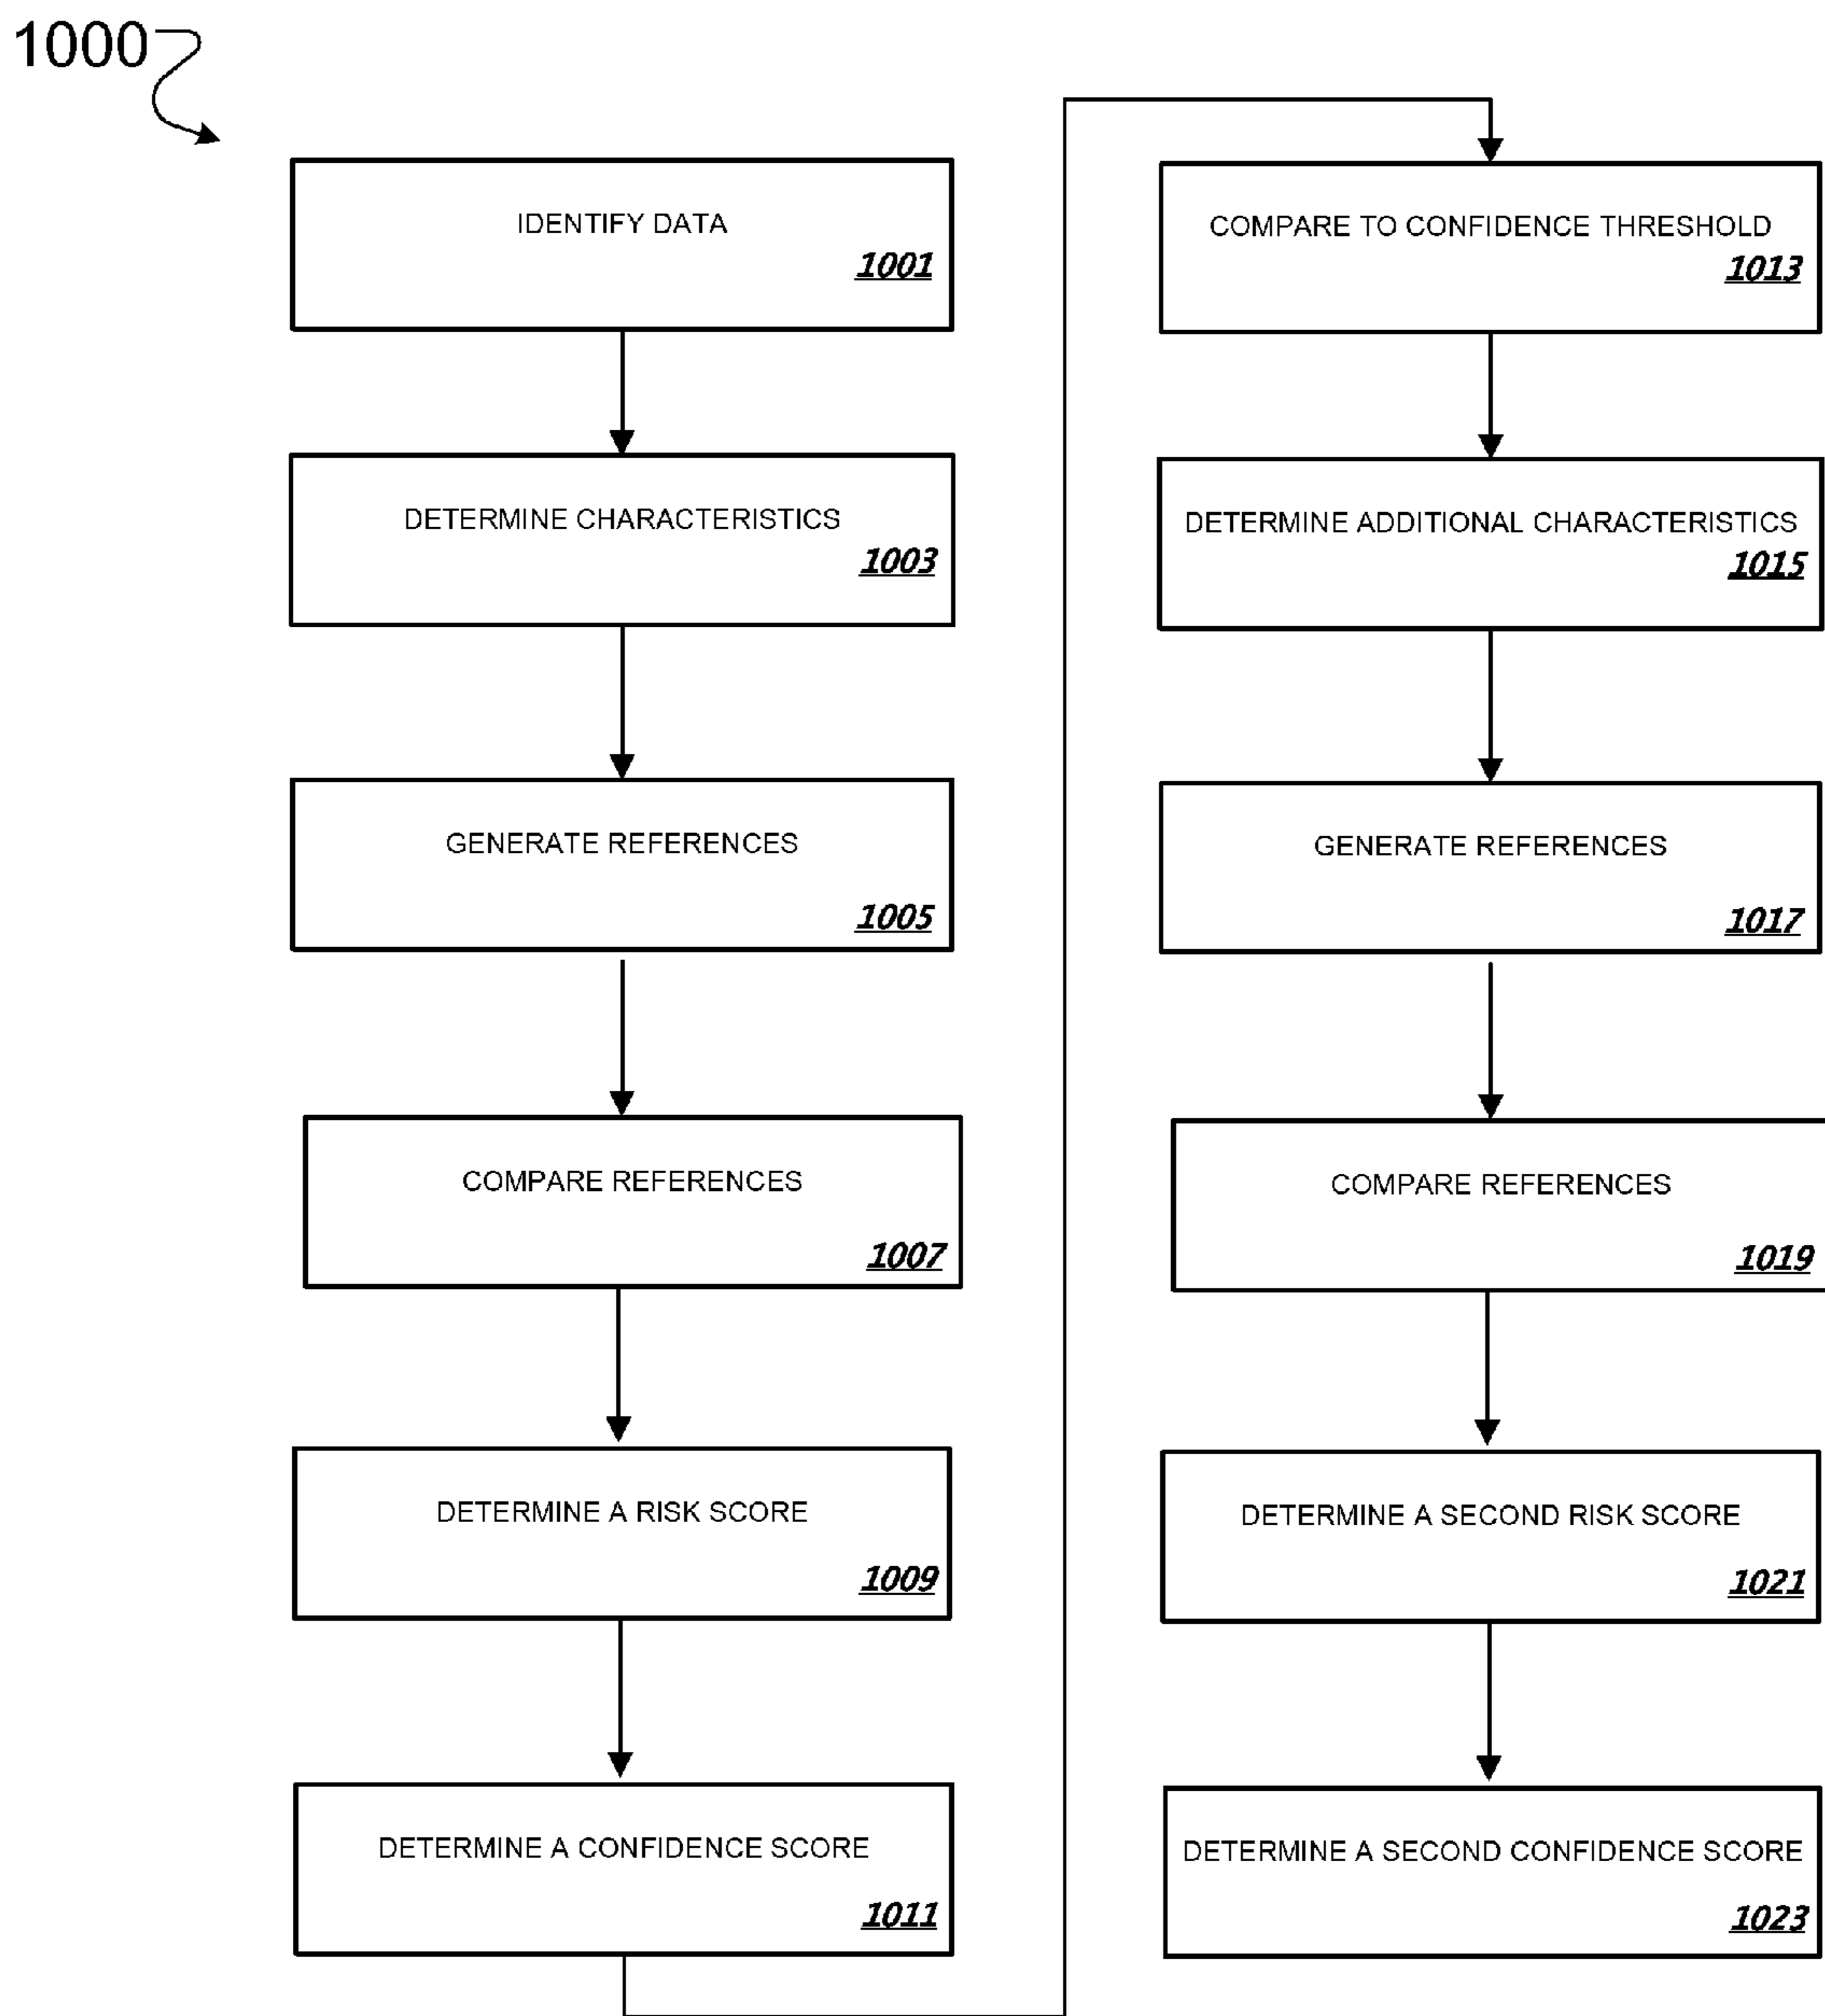 1000
IDENTIFY DATA
1001
DETERMINE CHARACTERISTICS
1003
GENERATE REFERENCES
1005
COMPARE REFERENCES
1007
DETERMINE A RISK SCORE
1009
DETERMINE A CONFIDENCE SCORE
1011
COMPARE TO CONFIDENCE THRESHOLD
1013
DETERMINE ADDITIONAL CHARACTERISTICS
1015
GENERATE REFERENCES
1017
COMPARE REFERENCES
1019
DETERMINE A SECOND RISK SCORE
1021
DETERMINE A SECOND CONFIDENCE SCORE
1023